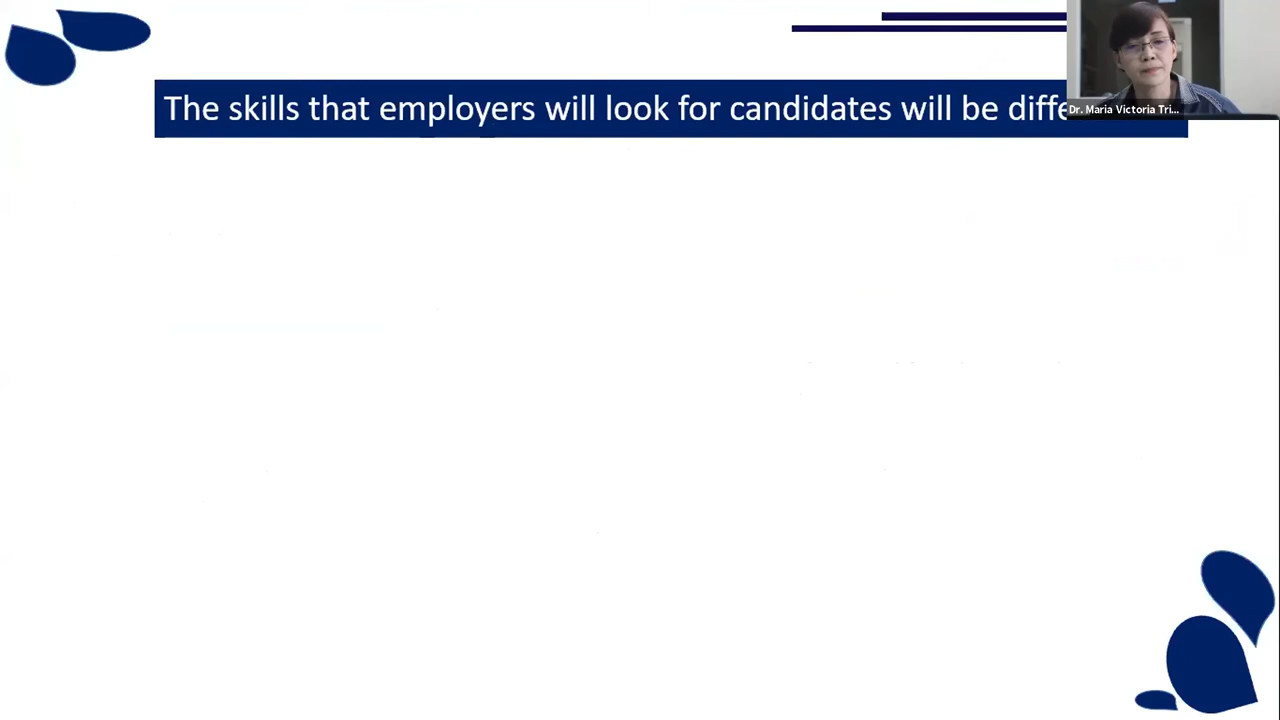 The skills that employers will look for candidates will be diffe
Dr. Maria Victoria Tri...